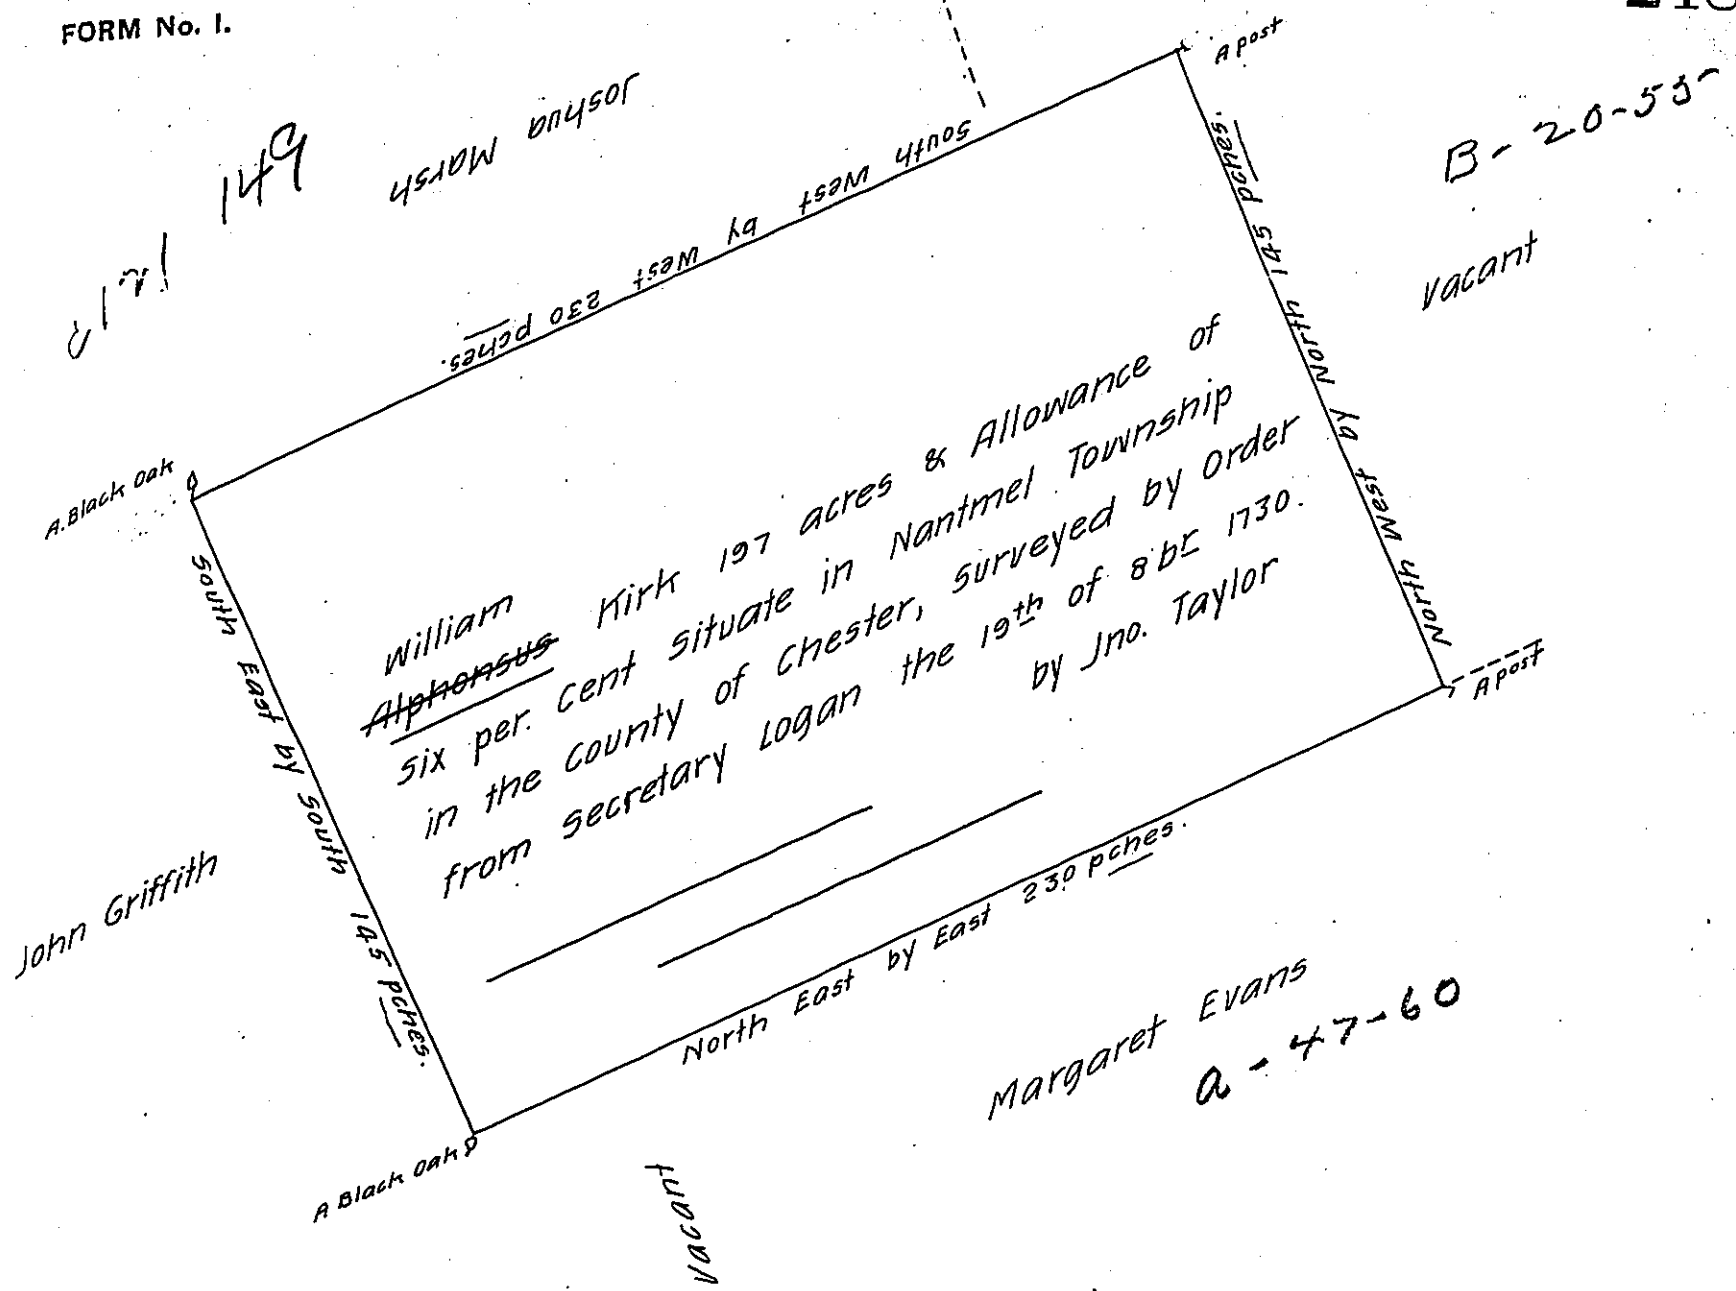 FORM No. 1.
149
Joshua Marsh
A post
B-20-55
Vacant
South West by West 230 pches.
North West by North 145 pches.
A. Black Oak
William
Alphonsus Kirk 197 acres & Allowance of
six per. Cent situate in Nantmel Township
in the County of Chester, surveyed by Order
from Secretary Logan the 19th of 8br 1730.
by Jno. Taylor
South East by South 145 pches.
A post
John Griffith
North East by East 230 pches.
Margaret Evans
a-47-60
A Black Oak
Vacant